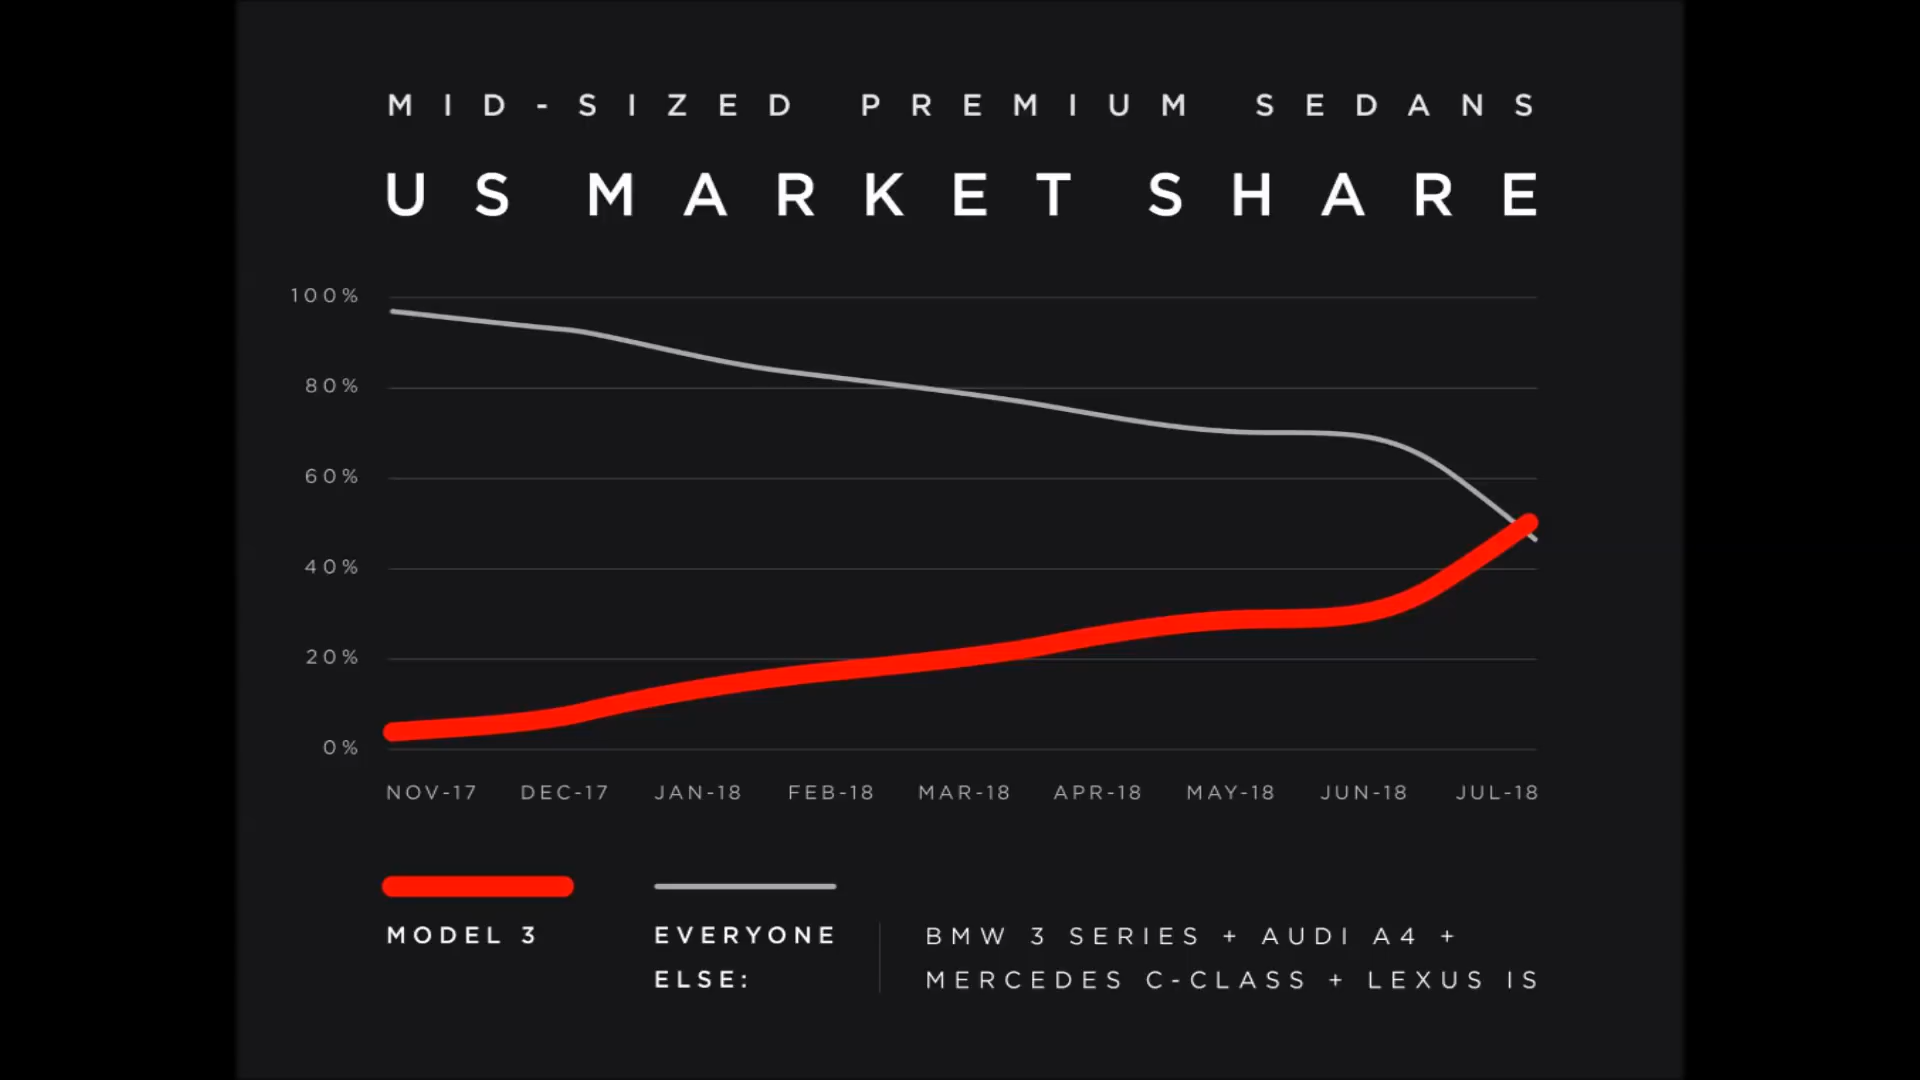 MID-SIZED PREMIUM SEDANS
US MARKET SHARE
100%
80%
60%
40%
20%
0%
NOV-17 DEC-17 JAN-18 FEB-18 MAR-18 APR-18 MAY-18 JUN-18 JUL-18
MODEL 3
EVERYONE
ELSE:
BMW 3 SERIES + AUDI A4 +
MERCEDES C-CLASS + LEXUS IS